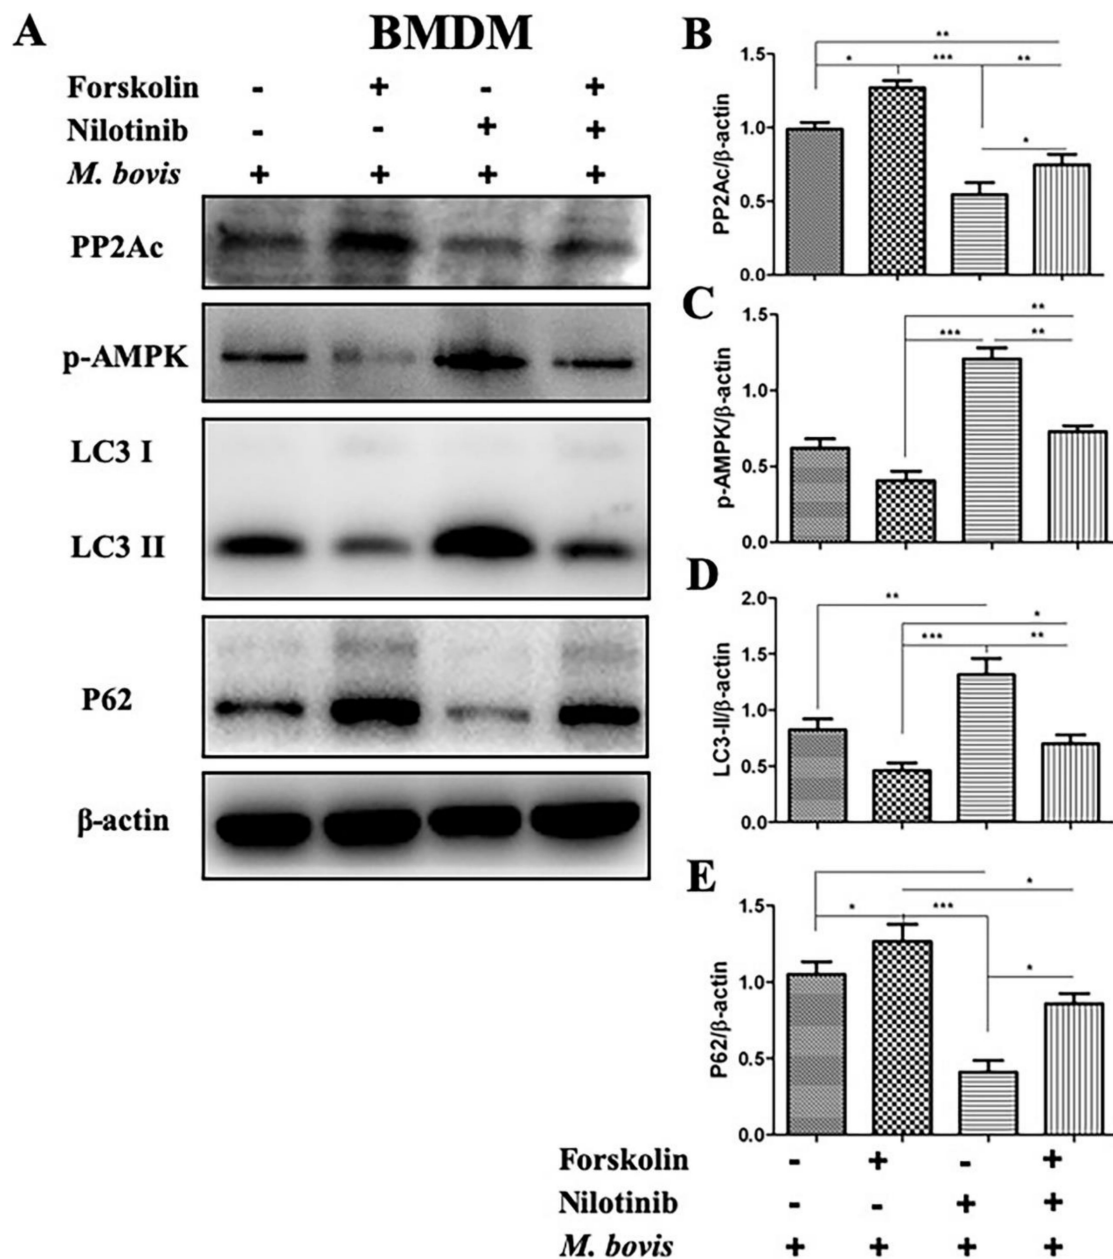 A
BMDM
Forskolin - + - +
Nilotinib - - + +
M. bovis + + + +
PP2Ac
p-AMPK
LC3 I
LC3 II
P62
β-actin
B
PP2Ac/β-actin
1.5
1.0
0.5
0.0
**
* *** **
*
C
p-AMPK/β-actin
1.5
1.0
0.5
0.0
**
*** **
D
LC3-II/β-actin
2.0
1.5
1.0
0.5
0.0
**
*
*** **
E
P62/β-actin
1.5
1.0
0.5
0.0
*
* ***
*
Forskolin - + - +
Nilotinib - - + +
M. bovis + + + +